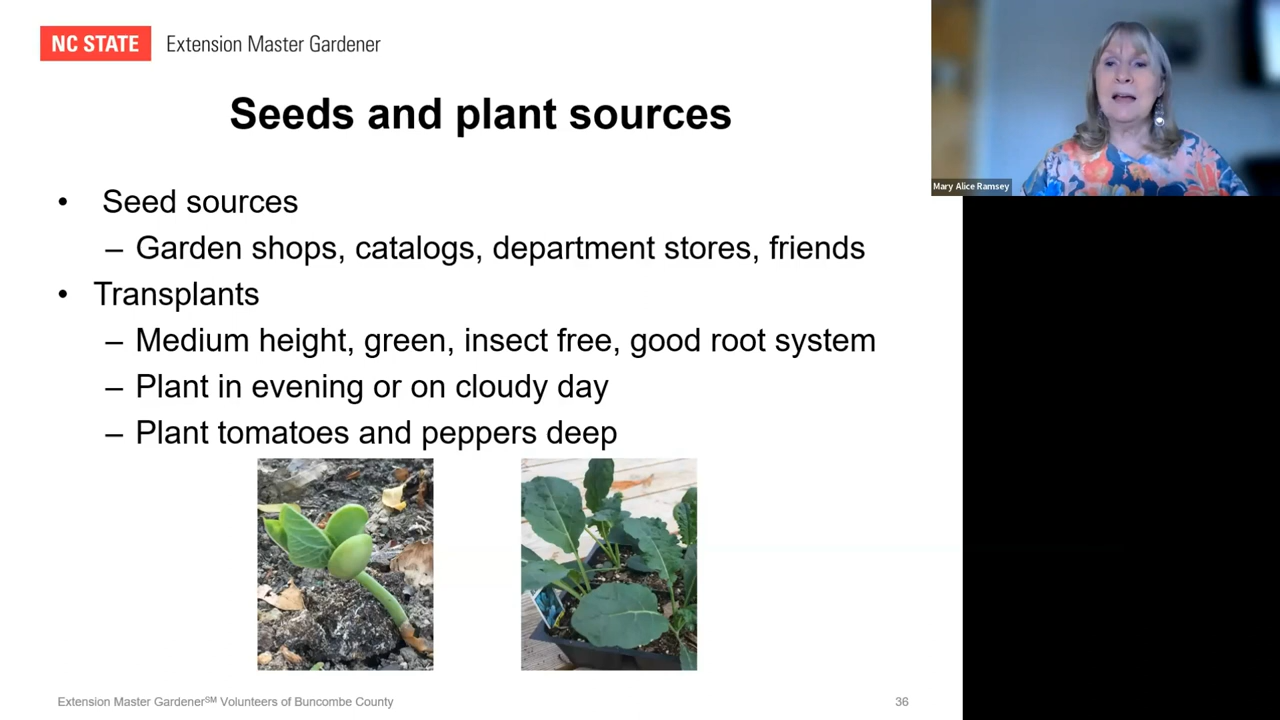 NC STATE Extension Master Gardener
Seeds and plant sources
• Seed sources
– Garden shops, catalogs, department stores, friends
• Transplants
– Medium height, green, insect free, good root system
– Plant in evening or on cloudy day
– Plant tomatoes and peppers deep
Extension Master Gardener℠ Volunteers of Buncombe County
36
Mary Alice Ramsey